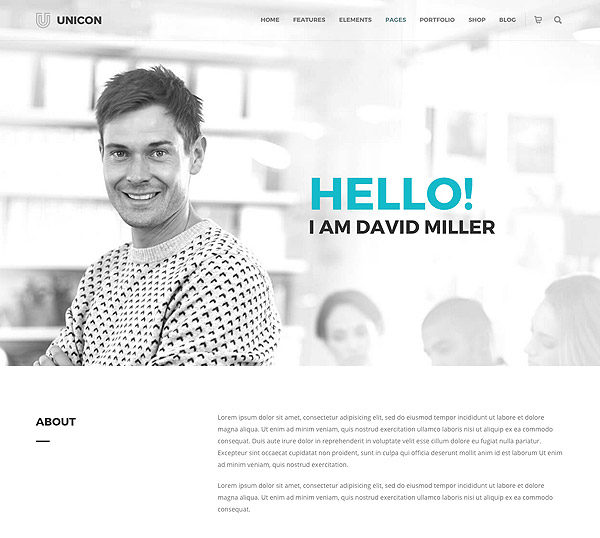 UNICON
HOME FEATURES ELEMENTS PAGES PORTFOLIO SHOP BLOG
HELLO!
I AM DAVID MILLER
ABOUT
Lorem ipsum dolor sit amet, consectetur adipisicing elit, sed do eiusmod tempor incididunt ut labore et dolore
magna aliqua. Ut enim ad minim veniam, quis nostrud exercitation ullamco laboris nisi ut aliquip ex ea commodo
consequat. Duis aute irure dolor in reprehenderit in voluptate velit esse cillum dolore eu fugiat nulla pariatur.
Excepteur sint occaecat cupidatat non proident, sunt in culpa qui officia deserunt mollit anim id est laborum Ut enim
ad minim veniam, quis nostrud exercitation.
Lorem ipsum dolor sit amet, consectetur adipisicing elit, sed do eiusmod tempor incididunt ut labore et dolore
magna aliqua. Ut enim ad minim veniam, quis nostrud exercitation ullamco laboris nisi ut aliquip ex ea commodo
consequat.